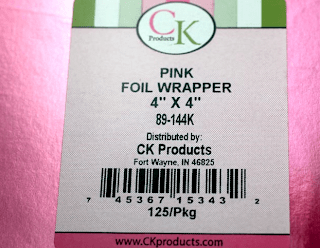 CK
Products
PINK
FOIL WRAPPER
4" X 4"
89-144K
Distributed by:
CK Products
Fort Wayne, IN 46825
7 45367 15343 2
125/Pkg
www.CKproducts.com